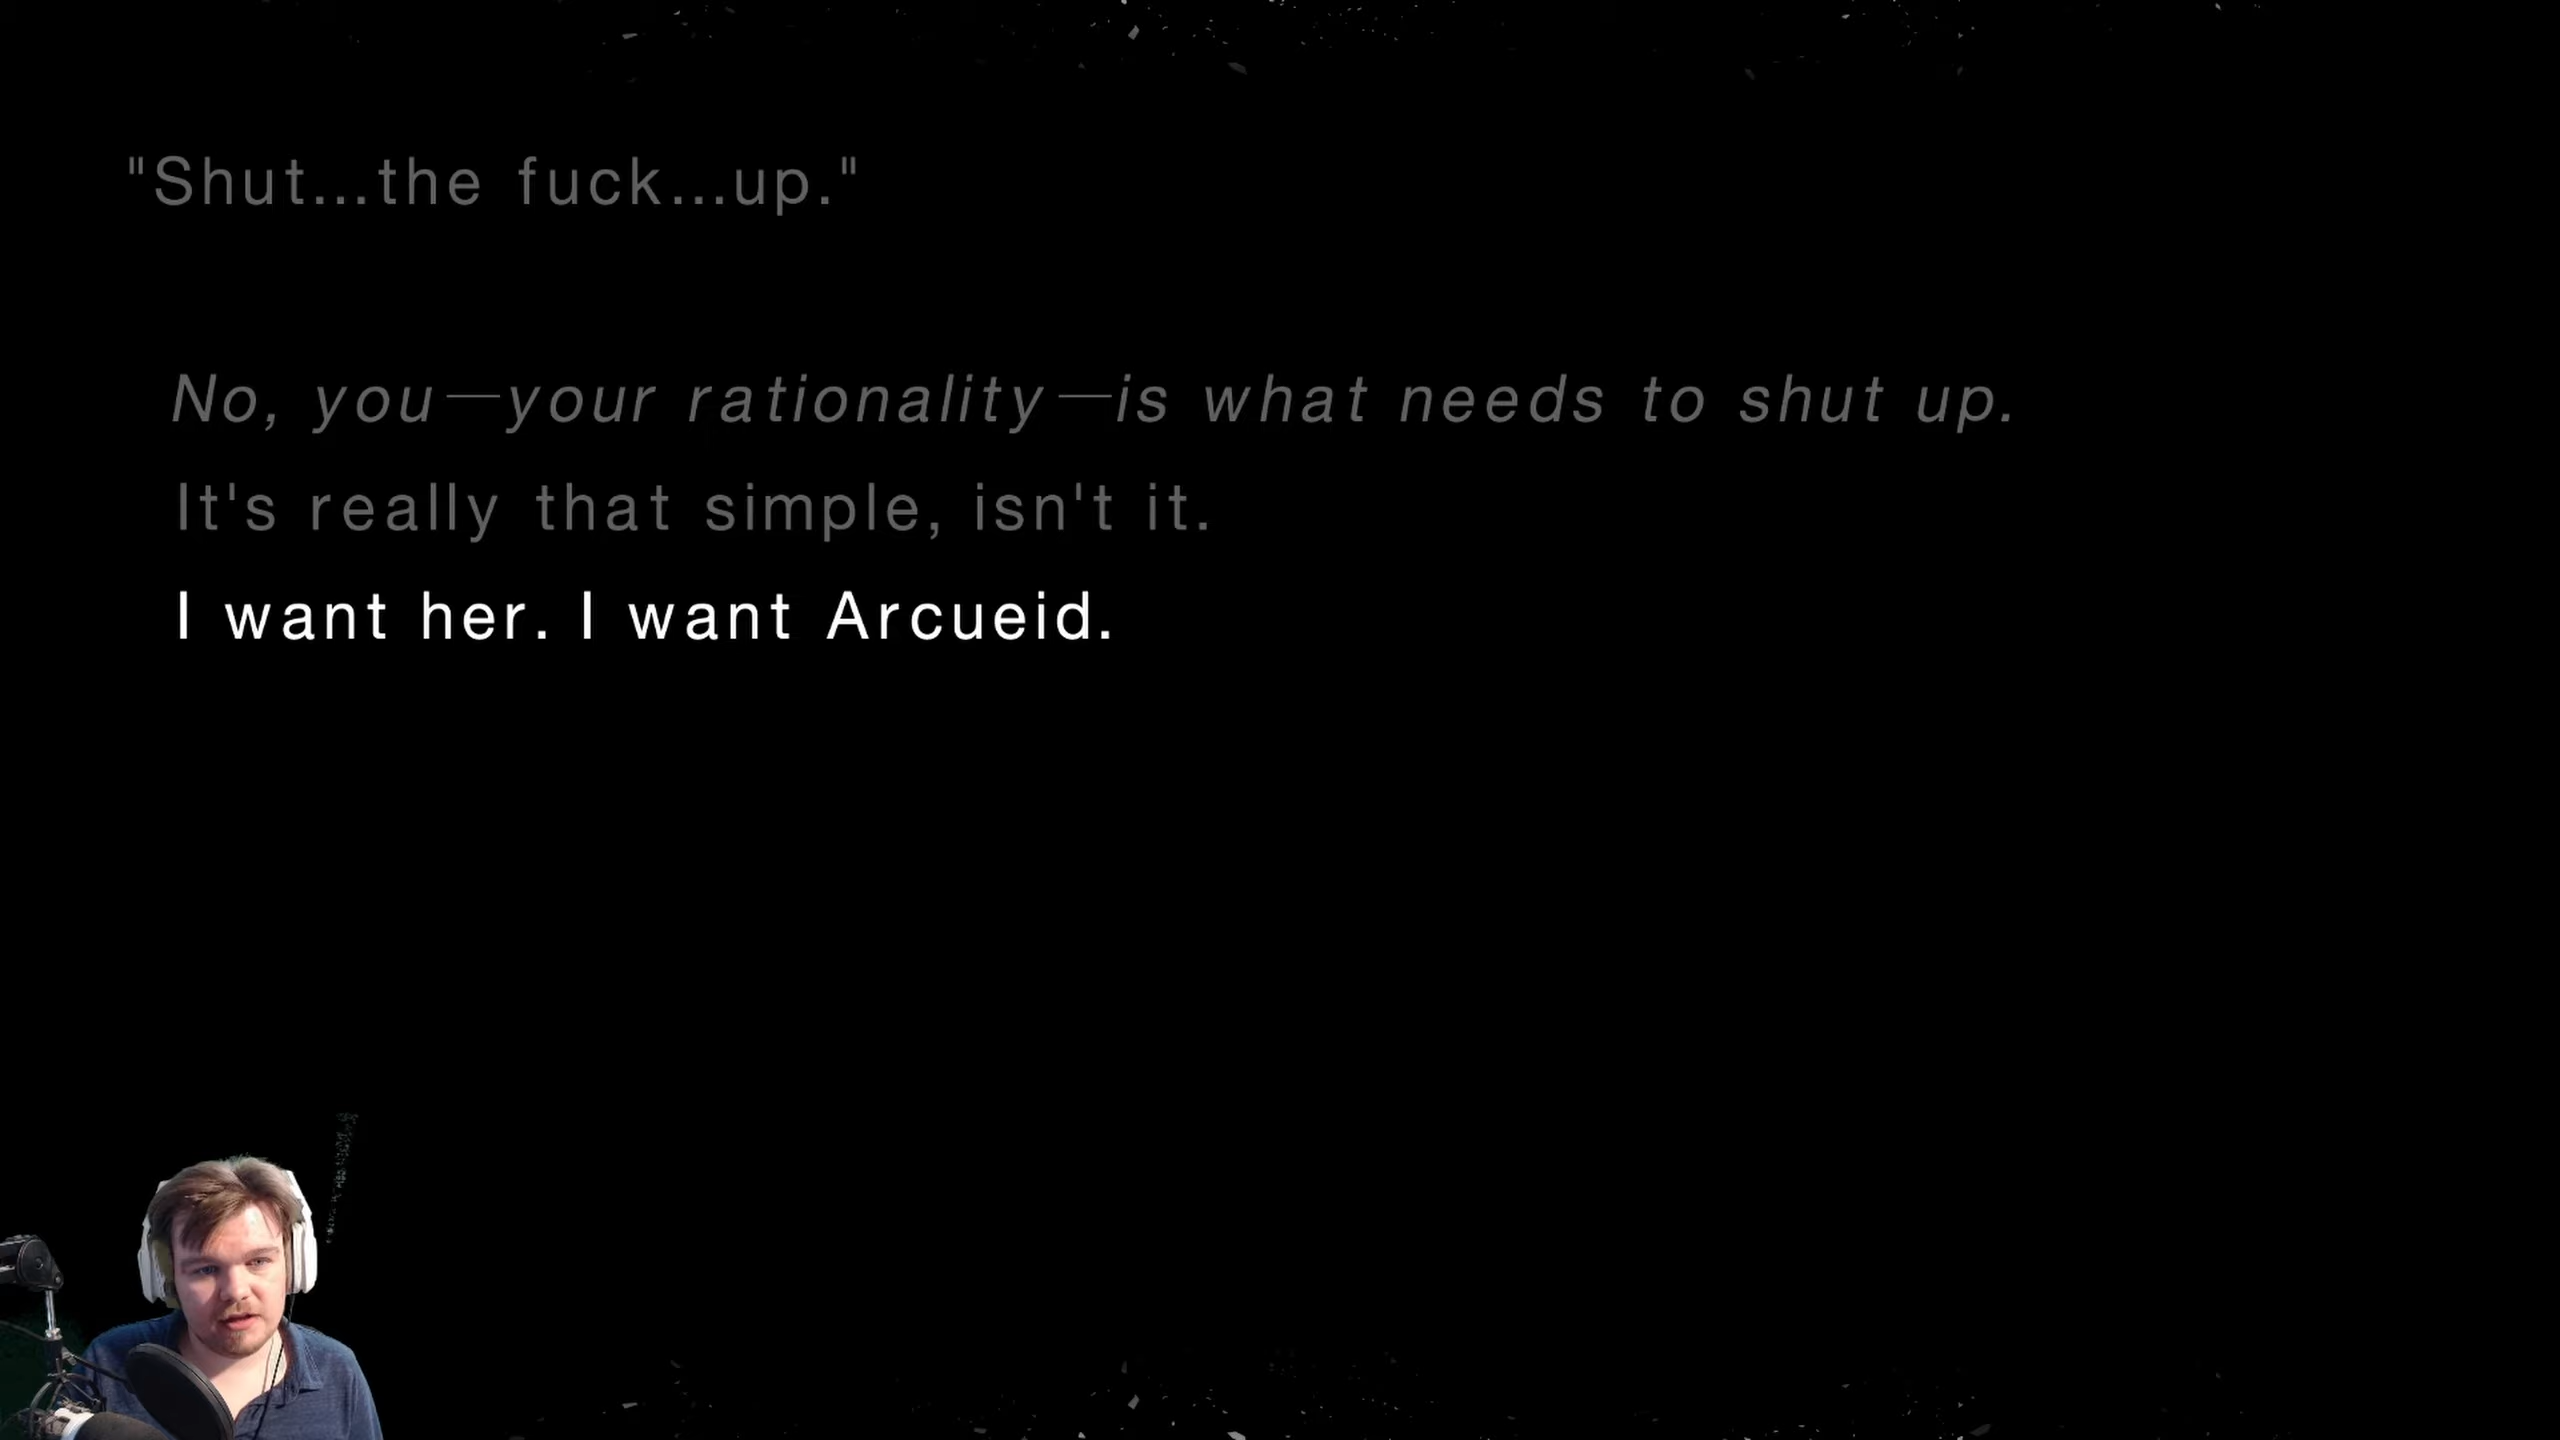 "Shut...the fuck...up."
No, you—your rationality—is what needs to shut up.
It's really that simple, isn't it.
I want her. I want Arcueid.